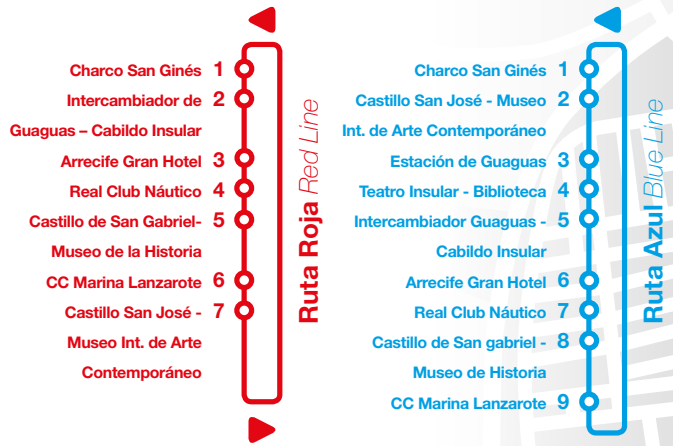 Charco San Ginés 1
Intercambiador de 2
Guaguas – Cabildo Insular
Arrecife Gran Hotel 3
Real Club Náutico 4
Castillo de San Gabriel- 5
Museo de la Historia
CC Marina Lanzarote 6
Castillo San José - 7
Museo Int. de Arte
Contemporáneo
Ruta Roja Red Line
Charco San Ginés 1
Castillo San José - Museo 2
Int. de Arte Contemporáneo
Estación de Guaguas 3
Teatro Insular - Biblioteca 4
Intercambiador Guaguas - 5
Cabildo Insular
Arrecife Gran Hotel 6
Real Club Náutico 7
Castillo de San gabriel - 8
Museo de Historia
CC Marina Lanzarote 9
Ruta Azul Blue Line